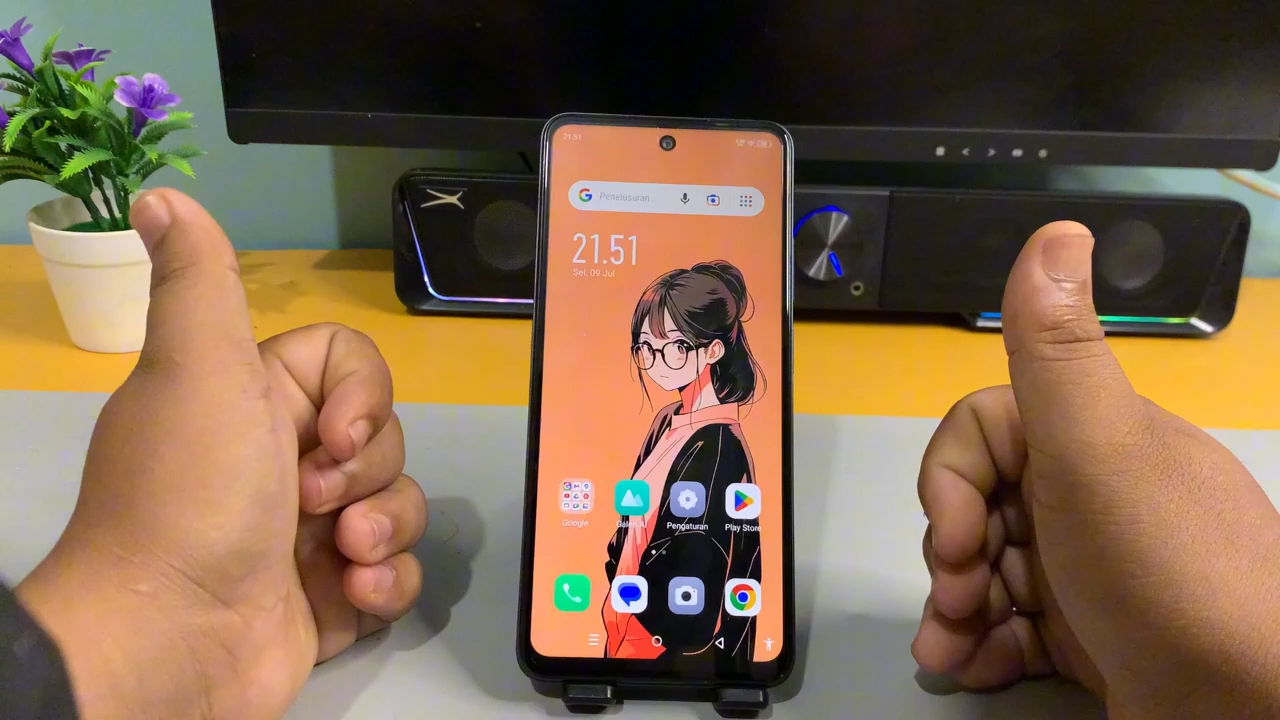 21.51
Penelusuran
21.51
Sel, 09 Jul
Google
Galeri AI
Pengaturan
Play Store